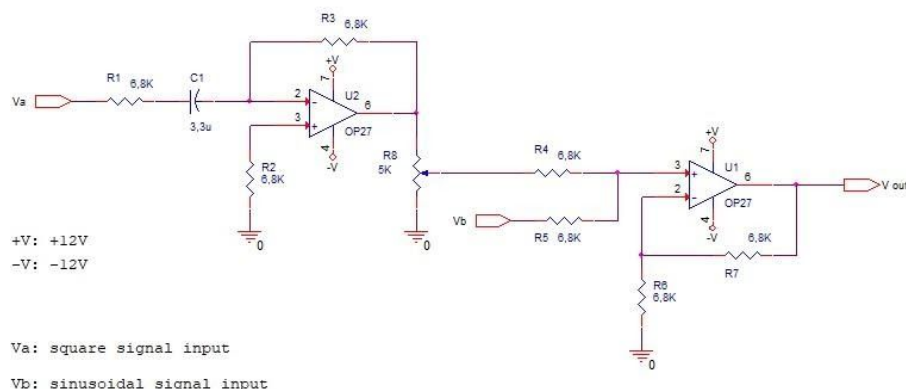 R3 6,8K
R1 6,8K
C1
3,3u
Va
+V
7
U2
2
6
3
OP27
4
-V
R2
6,8K
0
R8
5K
0
R4 6,8K
Vb
R5 6,8K
+V
7
U1
3
6
2
OP27
4
-V
V out
6,8K
R7
R6
6,8K
0
+V: +12V
-V: -12V
Va: square signal input
Vb: sinusoidal signal input